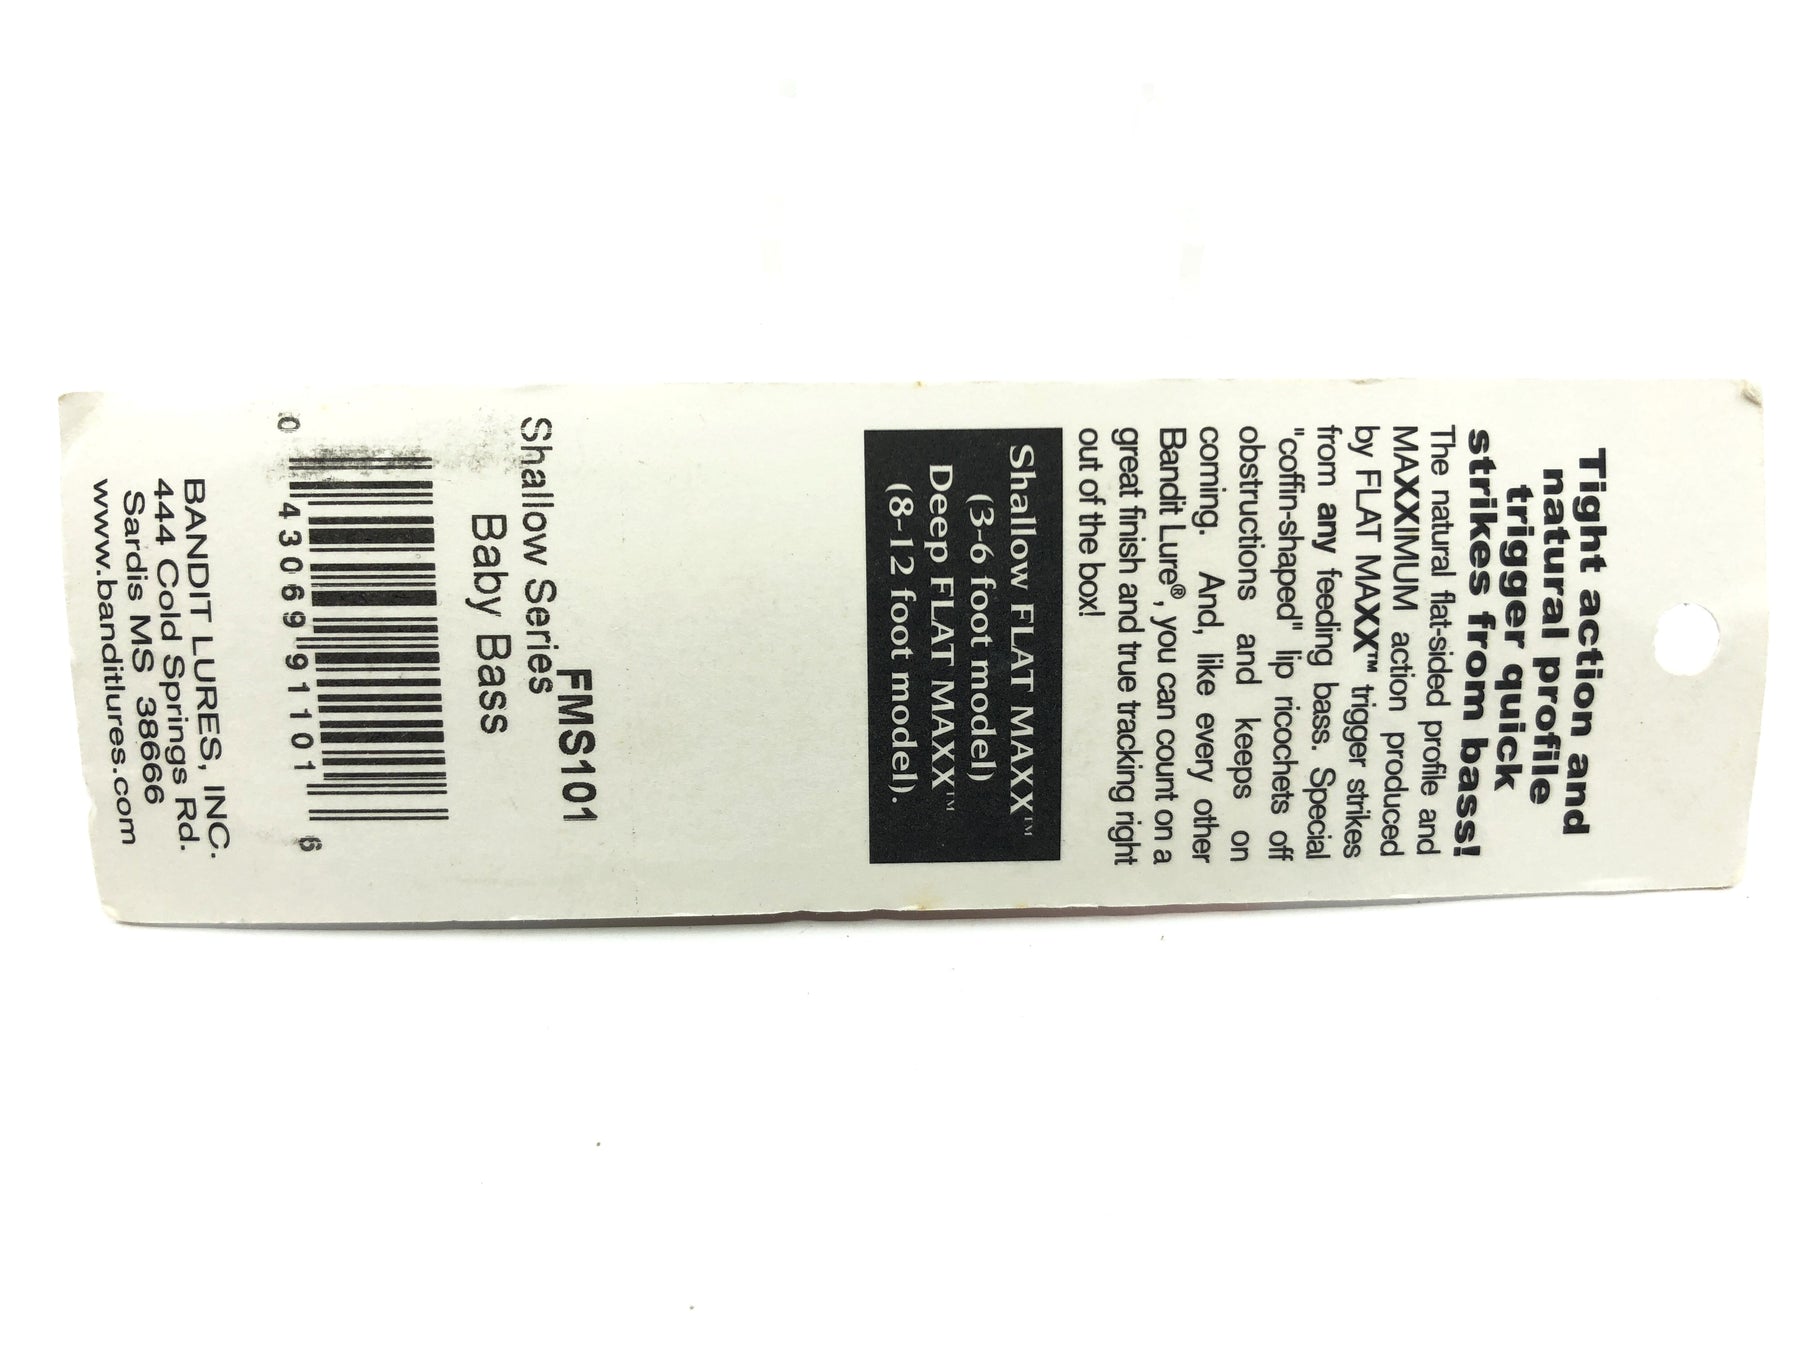 Tight action and
natural profile
trigger quick
strikes from bass!
The natural flat-sided profile and
MAXXIMUM action produced
by FLAT MAXX™ trigger strikes
from any feeding bass. Special
"coffin-shaped" lip ricochets off
obstructions and keeps on
coming. And, like every other
Bandit Lure®, you can count on a
great finish and true tracking right
out of the box!
Shallow FLAT MAXX™
(3-6 foot model)
Deep FLAT MAXX™
(8-12 foot model).
FMS101
Shallow Series
Baby Bass
0 43069 91101 6
BANDIT LURES, INC.
444 Cold Springs Rd.
Sardis MS 38666
www.banditlures.com